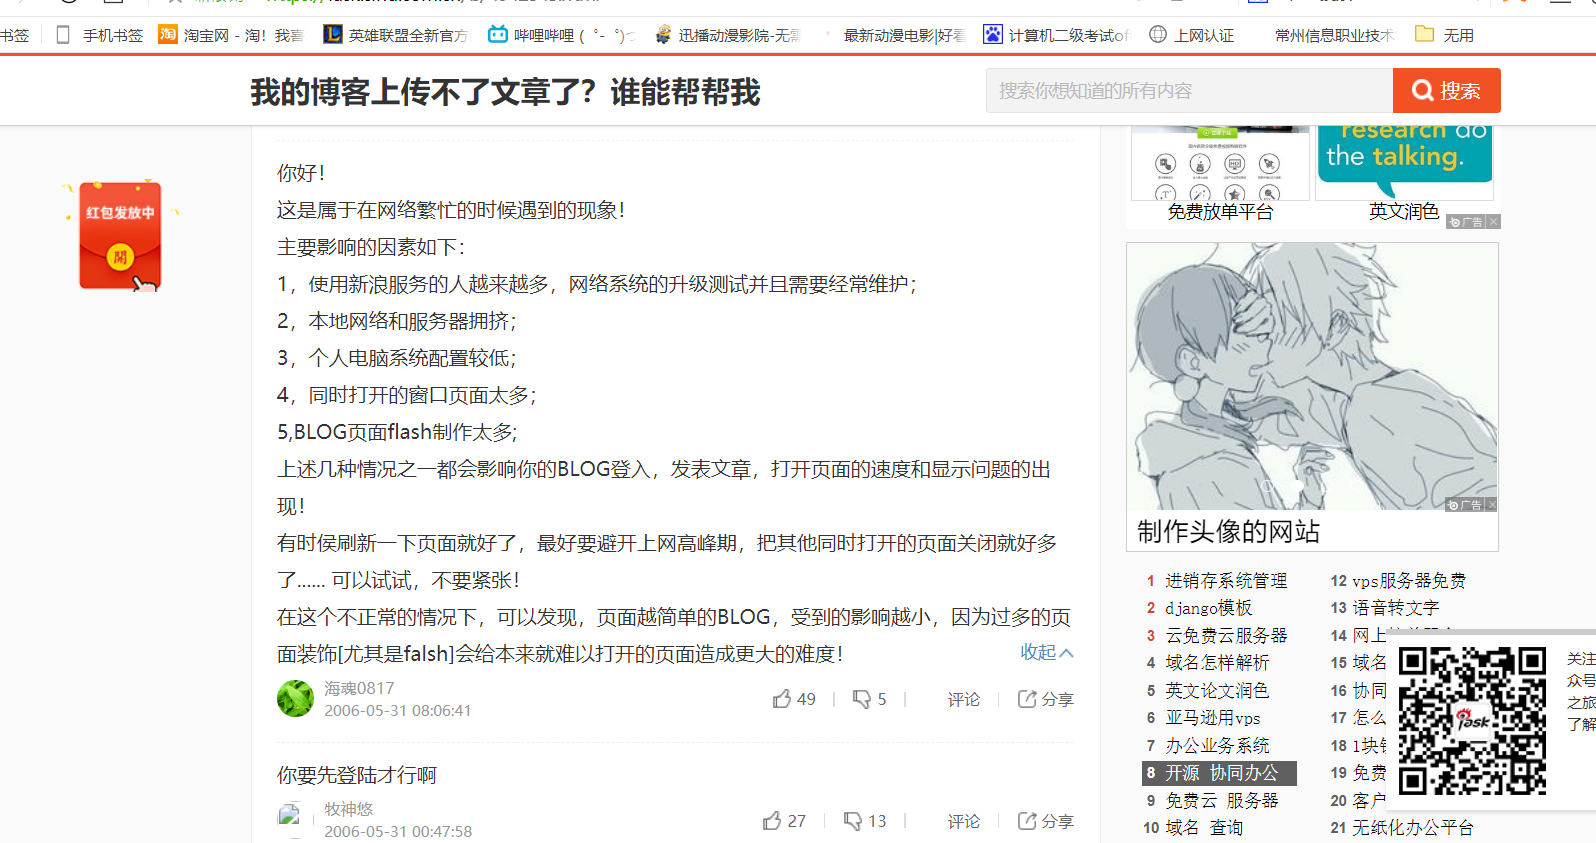 书签 手机书签 淘宝网 - 淘！我喜 英雄联盟全新官方 哔哩哔哩 ( ゜- ゜)つ 迅播动漫影院-无需 最新动漫电影|好看 计算机二级考试of 上网认证 常州信息职业技术 无用
我的博客上传不了文章了？谁能帮帮我
搜索你想知道的所有内容 搜索
红包发放中
開
你好！
这是属于在网络繁忙的时候遇到的现象！
主要影响的因素如下：
1，使用新浪服务的人越来越多，网络系统的升级测试并且需要经常维护；
2，本地网络和服务器拥挤；
3，个人电脑系统配置较低；
4，同时打开的窗口页面太多；
5,BLOG页面flash制作太多；
上述几种情况之一都会影响你的BLOG登入，发表文章，打开页面的速度和显示问题的出
现！
有时侯刷新一下页面就好了，最好要避开上网高峰期，把其他同时打开的页面关闭就好多
了...... 可以试试，不要紧张！
在这个不正常的情况下，可以发现，页面越简单的BLOG，受到的影响越小，因为过多的页
面装饰[尤其是falsh]会给本来就难以打开的页面造成更大的难度！
收起
海魂0817
2006-05-31 08:06:41
49 5 评论 分享
你要先登陆才行啊
牧神悠
2006-05-31 00:47:58
27 13 评论 分享
research do
the talking.
免费放单平台 英文润色
广告
广告
制作头像的网站
1 进销存系统管理
2 django模板
3 云免费云服务器
4 域名怎样解析
5 英文论文润色
6 亚马逊用vps
7 办公业务系统
8 开源 协同办公
9 免费云 服务器
10 域名 查询
12 vps服务器免费
13 语音转文字
14 网上
15 域名
16 协同
17 怎么
18 1块
19 免费
20 客户
21 无纸化办公平台
iask
关注
众号
之旅
了解